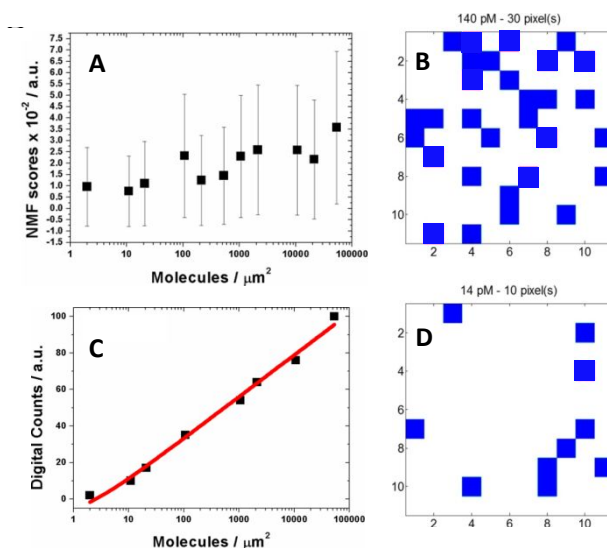 A
NMF scores x 10⁻² / a.u.
7.5
7.0
6.5
6.0
5.5
5.0
4.5
4.0
3.5
3.0
2.5
2.0
1.5
1.0
0.5
0.0
-0.5
-1.0
-1.5
1 10 100 1000 10000 100000
Molecules / μm²
140 pM - 30 pixel(s)
B
2
4
6
8
10
2 4 6 8 10
C
Digital Counts / a.u.
100
80
60
40
20
0
1 10 100 1000 10000
Molecules / μm²
14 pM - 10 pixel(s)
D
2
4
6
8
10
2 4 6 8 10